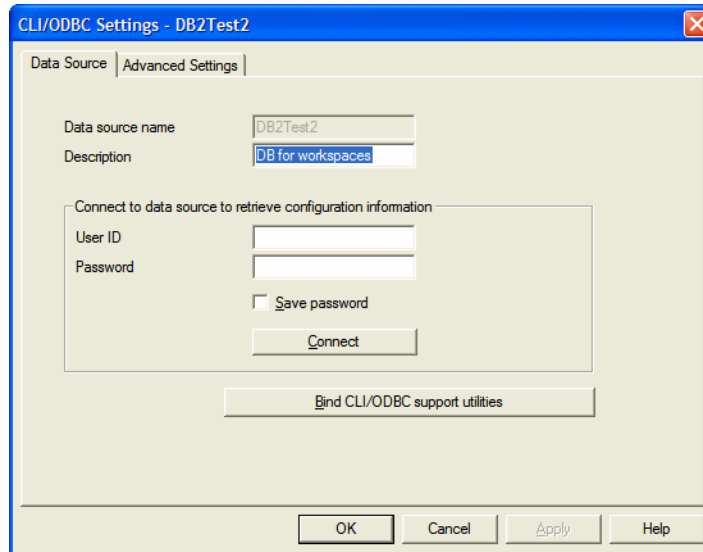 CLI/ODBC Settings - DB2Test2
Data Source Advanced Settings
Data source name DB2Test2
Description DB for workspaces
Connect to data source to retrieve configuration information
User ID
Password
Save password
Connect
Bind CLI/ODBC support utilities
OK Cancel Apply Help